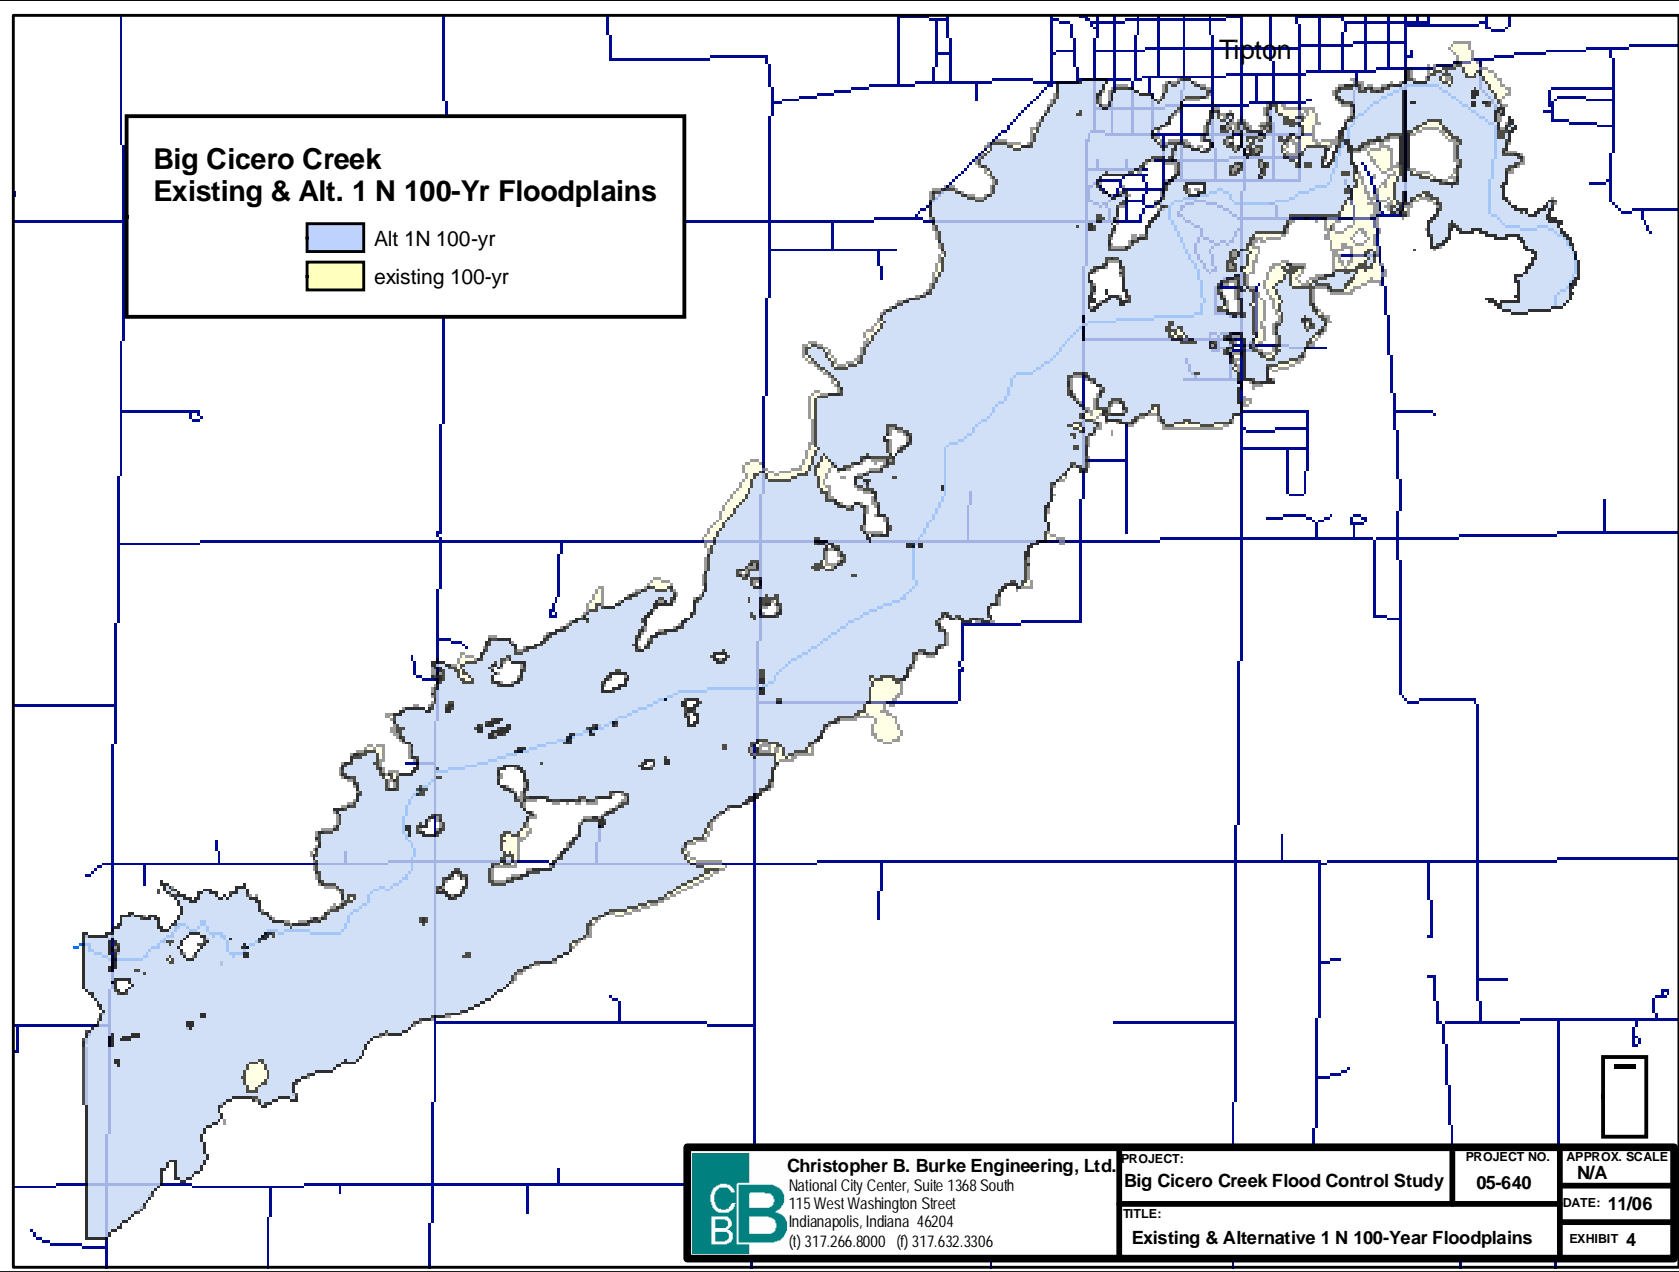 Tipton
Big Cicero Creek
Existing & Alt. 1 N 100-Yr Floodplains
Alt 1N 100-yr
existing 100-yr
CBB
Christopher B. Burke Engineering, Ltd.
National City Center, Suite 1368 South
115 West Washington Street
Indianapolis, Indiana 46204
(t) 317.266.8000 (f) 317.632.3306
PROJECT:
Big Cicero Creek Flood Control Study
PROJECT NO.
05-640
APPROX. SCALE
N/A
DATE: 11/06
TITLE:
Existing & Alternative 1 N 100-Year Floodplains
EXHIBIT 4